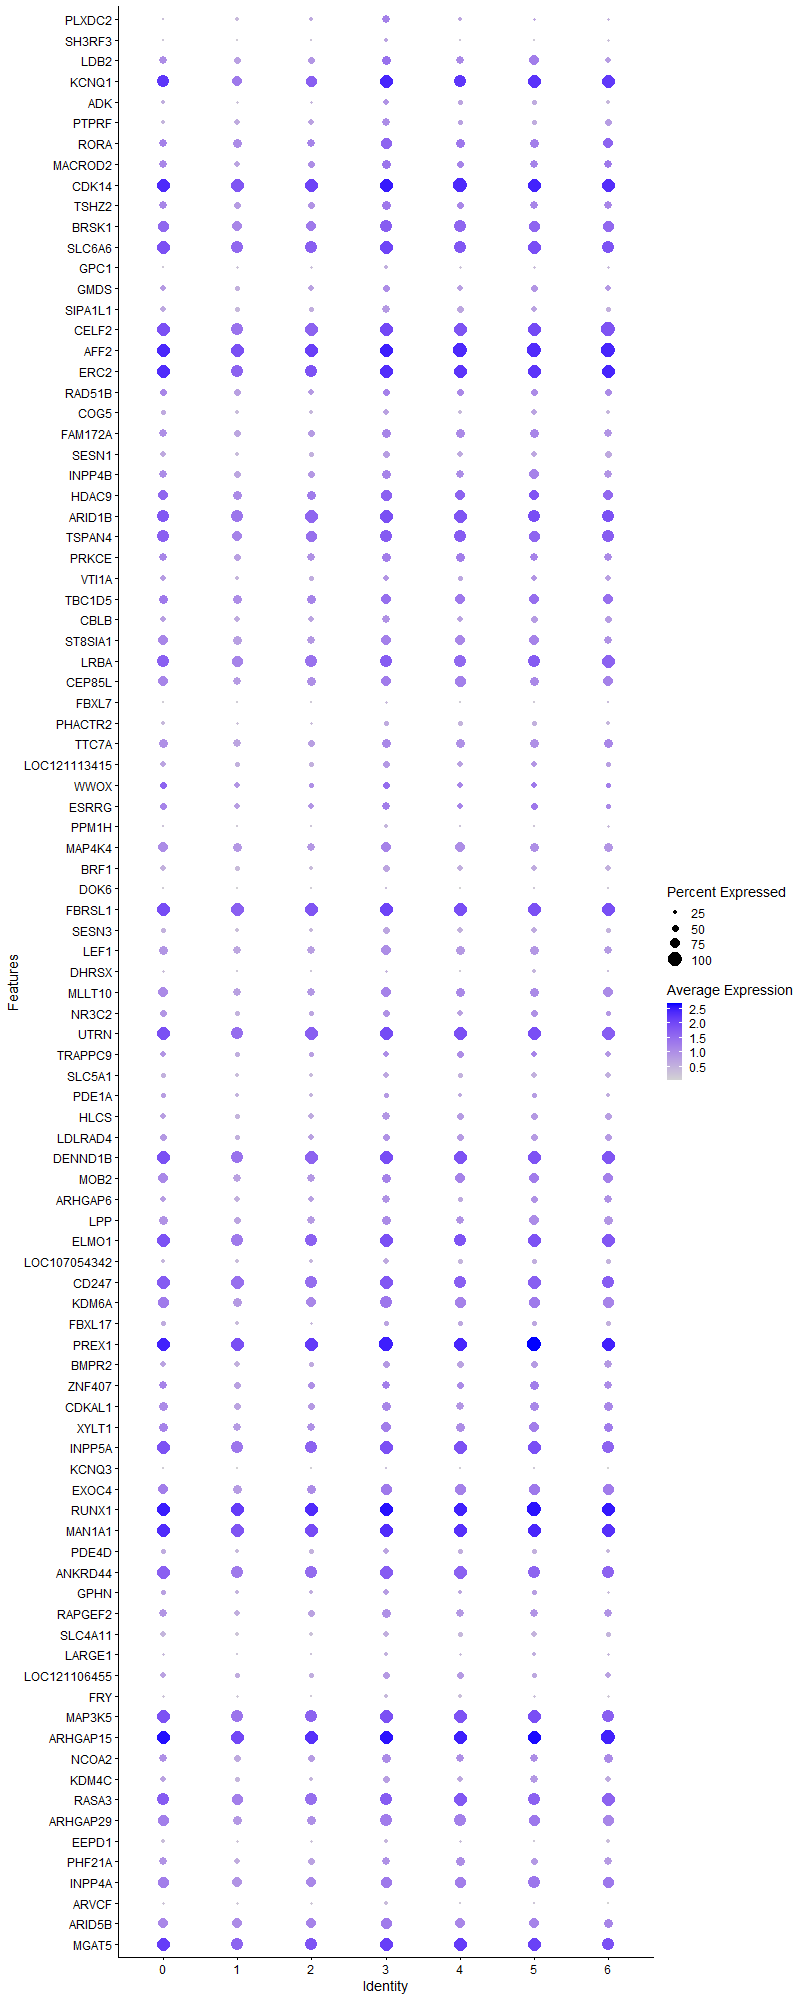 PLXDC2
SH3RF3
LDB2
KCNQ1
ADK
PTPRF
RORA
MACROD2
CDK14
TSHZ2
BRSK1
SLC6A6
GPC1
GMDS
SIPA1L1
CELF2
AFF2
ERC2
RAD51B
COG5
FAM172A
SESN1
INPP4B
HDAC9
ARID1B
TSPAN4
PRKCE
VTI1A
TBC1D5
CBLB
ST8SIA1
LRBA
CEP85L
FBXL7
PHACTR2
TTC7A
LOC121113415
WWOX
ESRRG
PPM1H
MAP4K4
BRF1
DOK6
FBRSL1
SESN3
LEF1
DHRSX
MLLT10
NR3C2
UTRN
TRAPPC9
SLC5A1
PDE1A
HLCS
LDLRAD4
DENND1B
MOB2
ARHGAP6
LPP
ELMO1
LOC107054342
CD247
KDM6A
FBXL17
PREX1
BMPR2
ZNF407
CDKAL1
XYLT1
INPP5A
KCNQ3
EXOC4
RUNX1
MAN1A1
PDE4D
ANKRD44
GPHN
RAPGEF2
SLC4A11
LARGE1
LOC121106455
FRY
MAP3K5
ARHGAP15
NCOA2
KDM4C
RASA3
ARHGAP29
EEPD1
PHF21A
INPP4A
ARVCF
ARID5B
MGAT5
Features
0 1 2 3 4 5 6
Identity
Percent Expressed
25
50
75
100
Average Expression
2.5
2.0
1.5
1.0
0.5